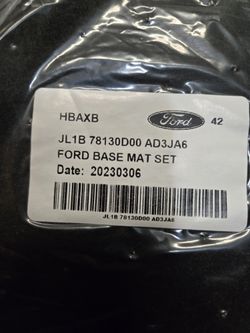 HBAXB Ford 42
JL1B 78130D00 AD3JA6
FORD BASE MAT SET
Date: 20230306
JL1B 78130D00 AD3JA6